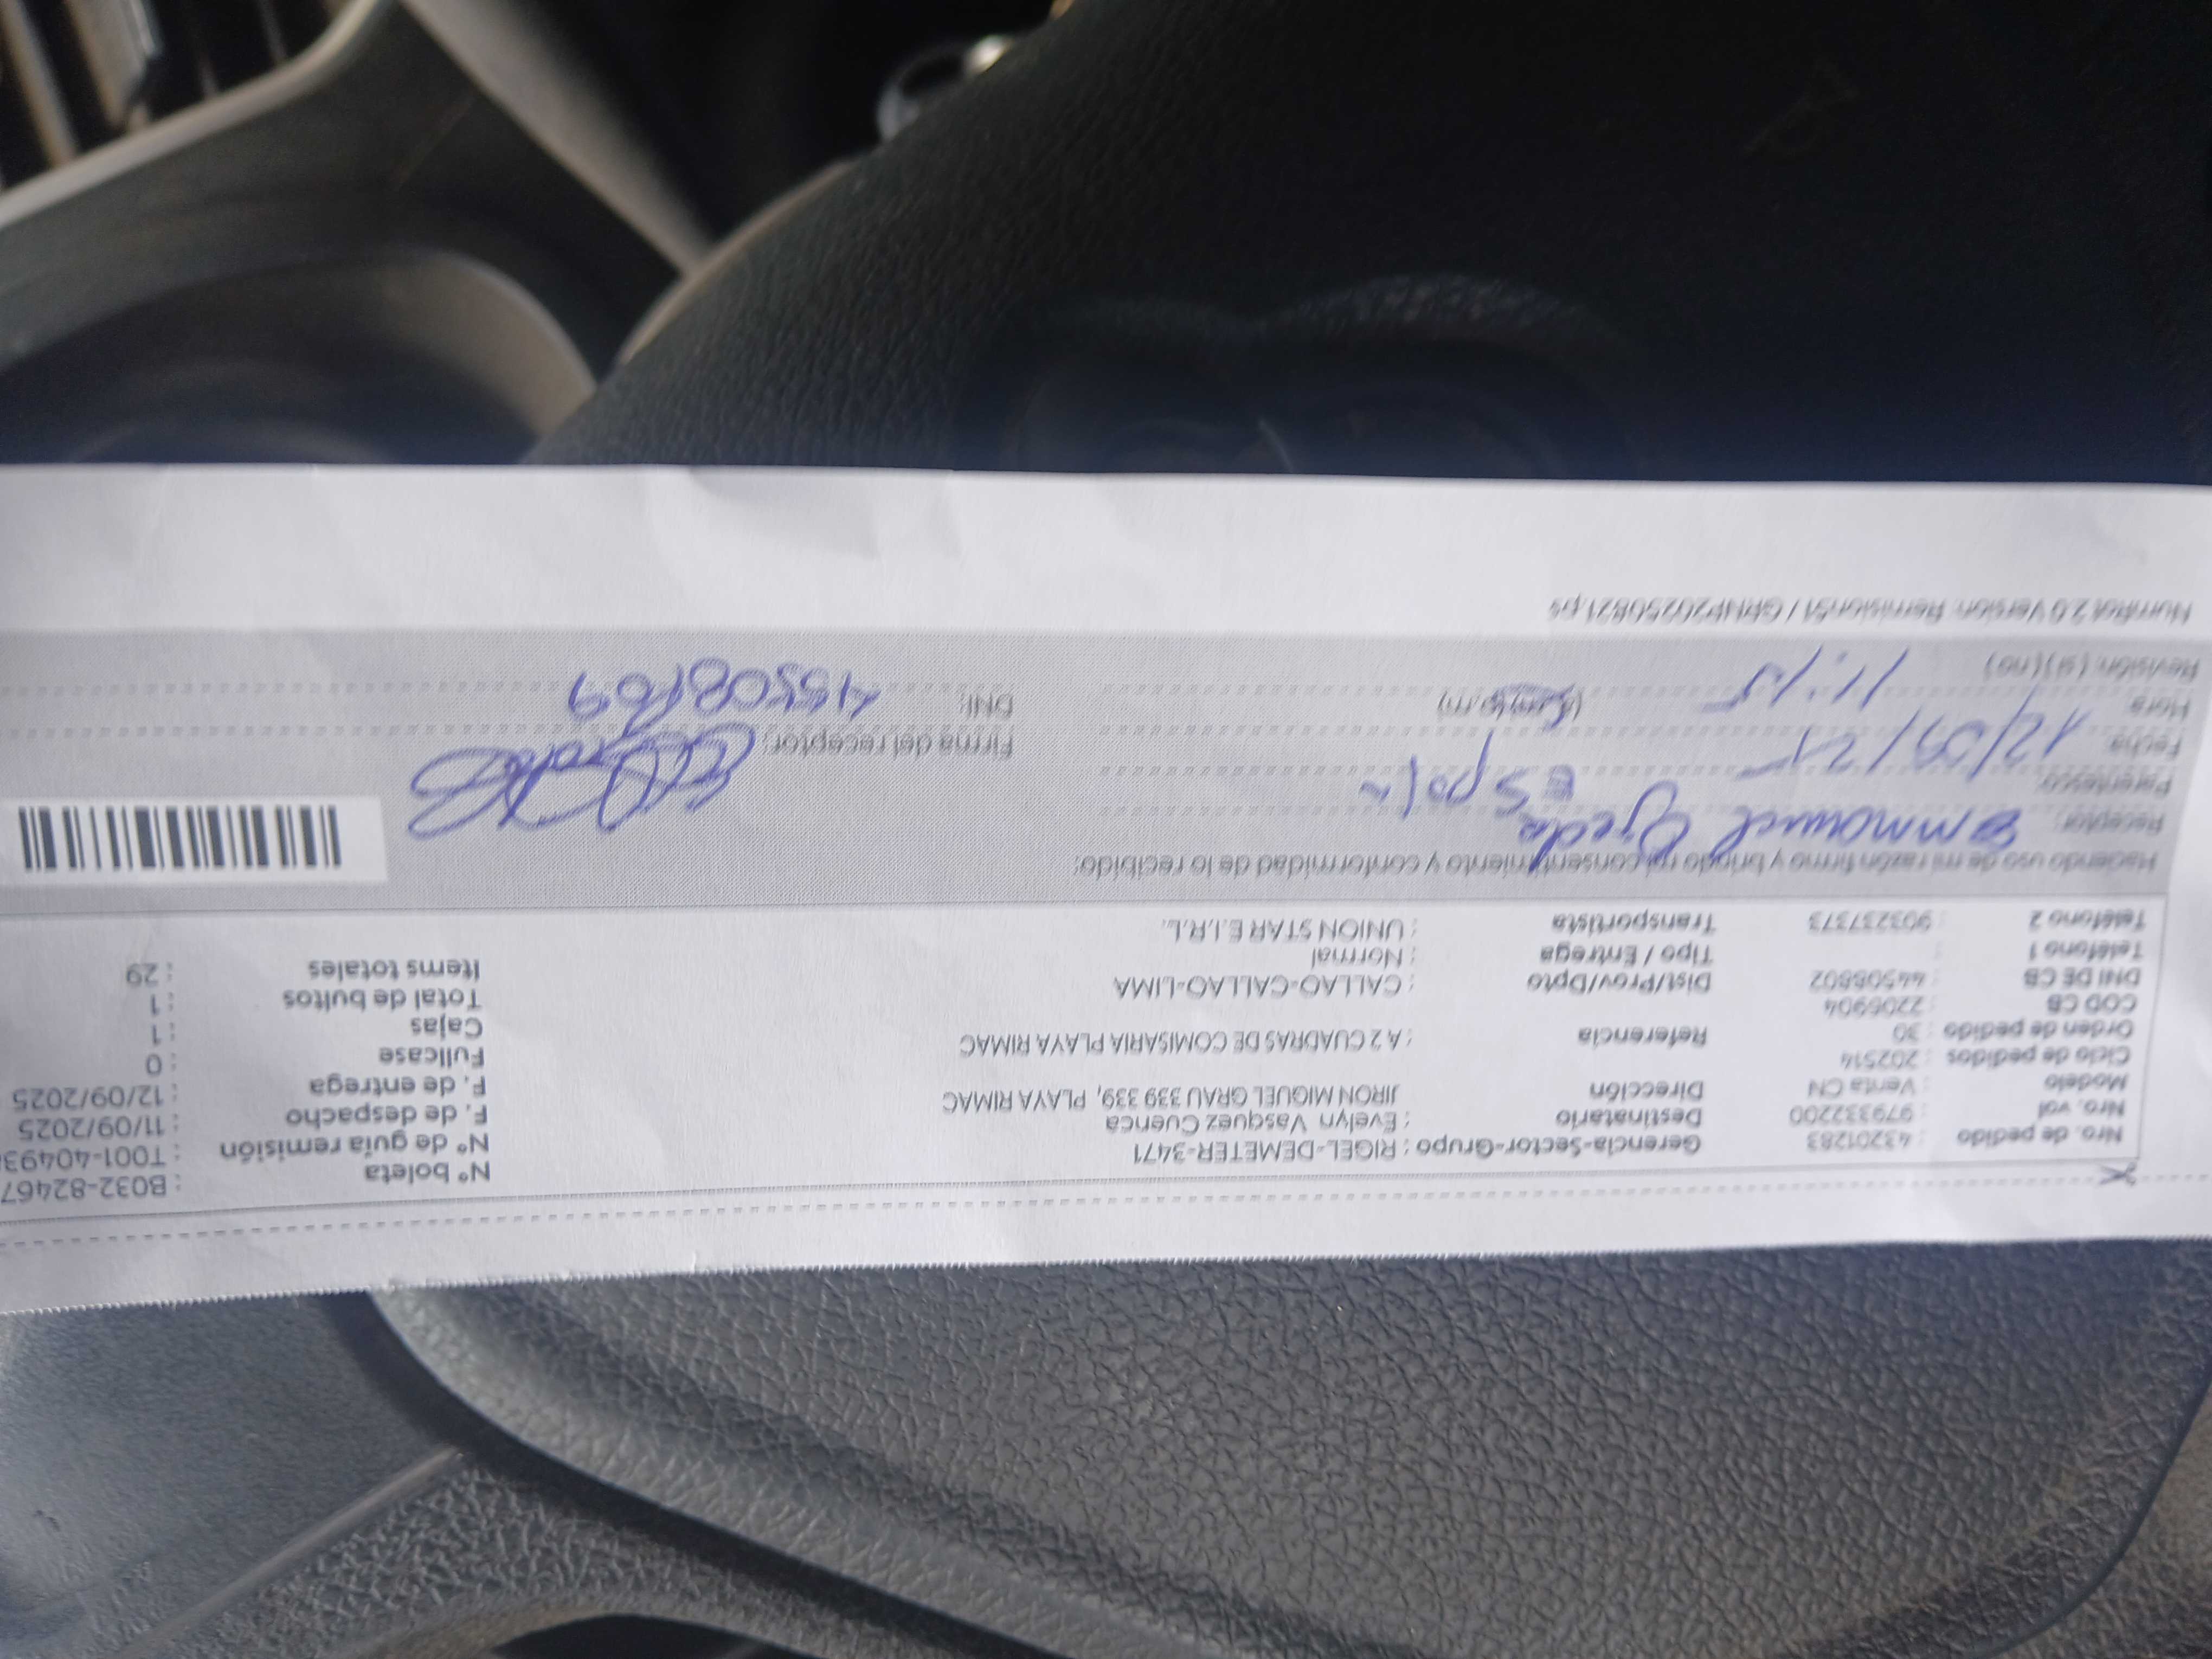 Nro. de pedido : 43201283 Gerencia-Sector-Grupo : RIGEL-DEMETER-3471 N° boleta : B032-82467
Nro. vol : 979332200 Destinatario : Evelyn Vasquez Cuenca N° de guía remisión : T001-40493
Modelo : Venta CN Dirección JIRON MIGUEL GRAU 339 339, PLAYA RIMAC F. de despacho : 11/09/2025
Ciclo de pedidos : 202514 F. de entrega : 12/09/2025
Orden de pedido : 30 Referencia : A 2 CUADRAS DE COMISARIA PLAYA RIMAC Fullcase : 0
COD CB : 2206904 Cajas : 1
DNI DE CB : 44508802 Dist/Prov/Dpto : CALLAO-CALLAO-LIMA Total de bultos : 1
Teléfono 1 : Tipo / Entrega : Normal Ítems totales : 29
Teléfono 2 : 903237373 Transportista : UNION STAR E.I.R.L.
Haciendo uso de mi razón firmo y brindo mi consentimiento y conformidad de lo recibido:
Receptor: Emmanuel Ojeda
Parentesco: Esposo
Fecha: 12/09/25 Firma del receptor:
Hora 11:15 (a.m/p.m) DNI: 45508169
Revisión: (si) (no)